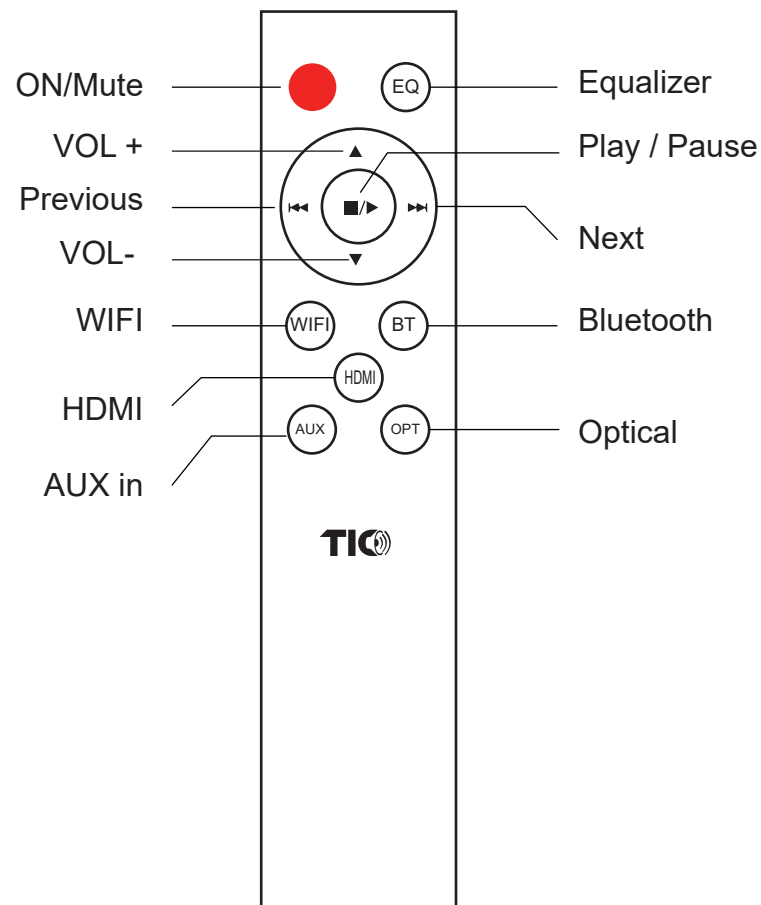 ON/Mute
EQ
Equalizer
VOL +
Play / Pause
Previous
/
Next
VOL-
WIFI
WIFI
BT
Bluetooth
HDMI
HDMI
AUX
OPT
Optical
AUX in
TIC